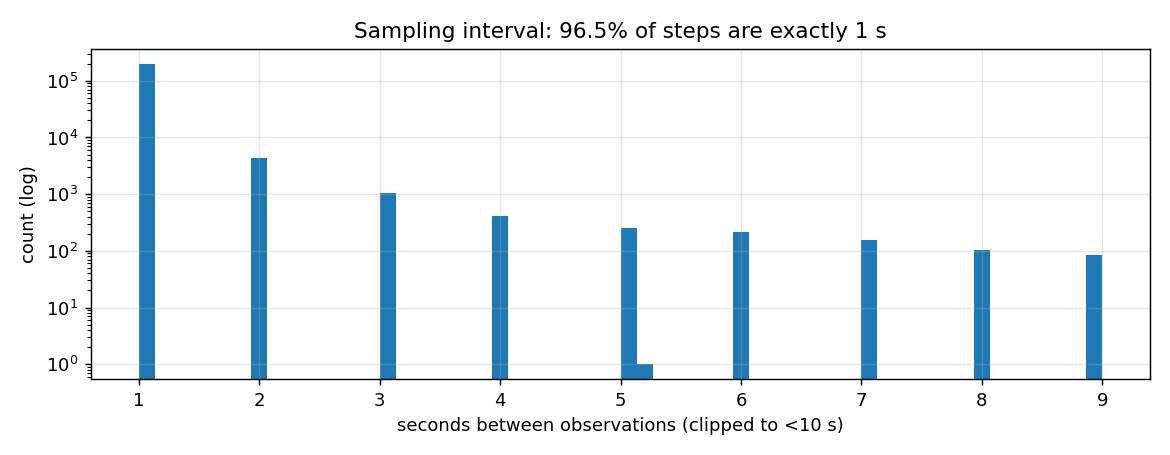 Sampling interval: 96.5% of steps are exactly 1 s
count (log)
10⁵
10⁴
10³
10²
10¹
10⁰
1 2 3 4 5 6 7 8 9
seconds between observations (clipped to <10 s)